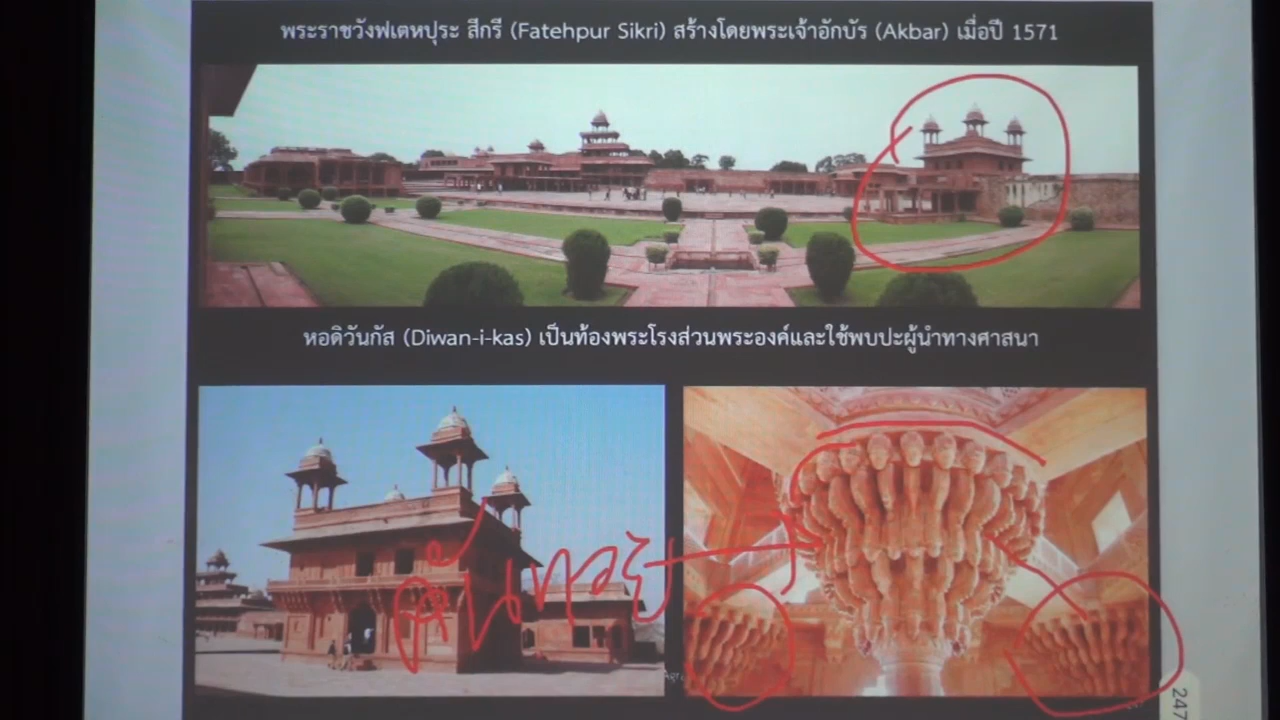 พระราชวังฟเตหปุระ สีกรี (Fatehpur Sikri) สร้างโดยพระเจ้าอักบัร (Akbar) เมื่อปี 1571
หอดิวันกัส (Diwan-i-kas) เป็นท้องพระโรงส่วนพระองค์และใช้พบปะผู้นำทางศาสนา
คันทวย
247